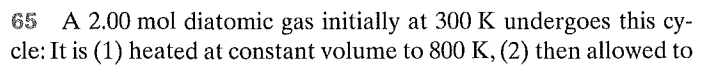 65 A 2.00 mol diatomic gas initially at 300 K undergoes this cy-
cle: It is (1) heated at constant volume to 800 K, (2) then allowed to